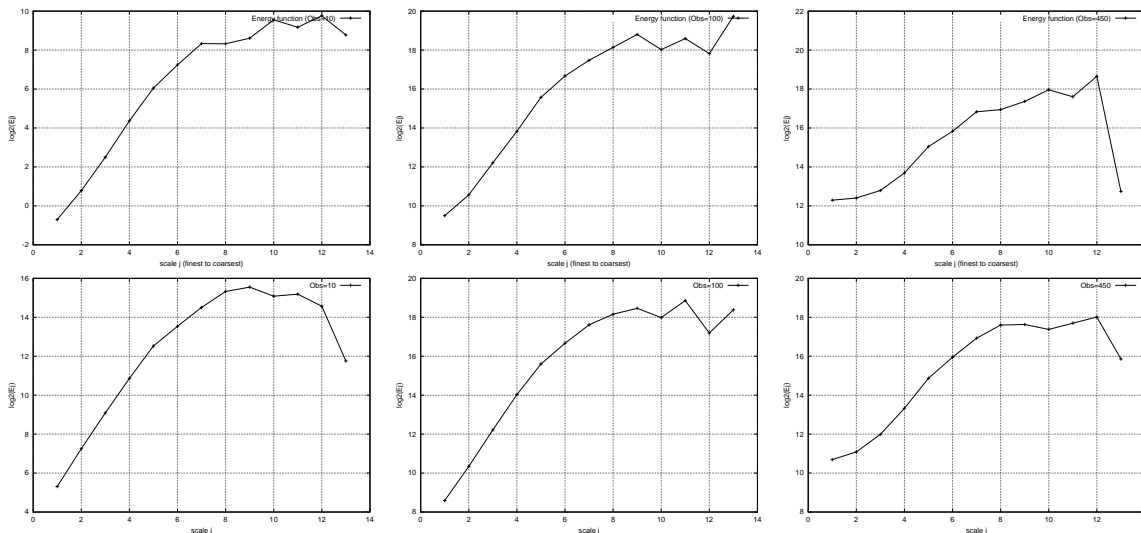 10
8
6
4
2
0
-2
0 2 4 6 8 10 12 14
log2(Ej)
scale j (finest to coarsest)
Energy function (Obs=10)
20
18
16
14
12
10
8
0 2 4 6 8 10 12 14
log2(Ej)
scale j (finest to coarsest)
Energy function (Obs=100)
22
20
18
16
14
12
10
0 2 4 6 8 10 12
log2(Ej)
scale j (finest to coarsest)
Energy function (Obs=450)
16
14
12
10
8
6
4
0 2 4 6 8 10 12 14
log2(Ej)
scale j
Obs=10
20
18
16
14
12
10
8
0 2 4 6 8 10 12 14
log2(Ej)
scale j
Obs=100
20
18
16
14
12
10
8
0 2 4 6 8 10 12
log2(Ej)
scale j
Obs=450